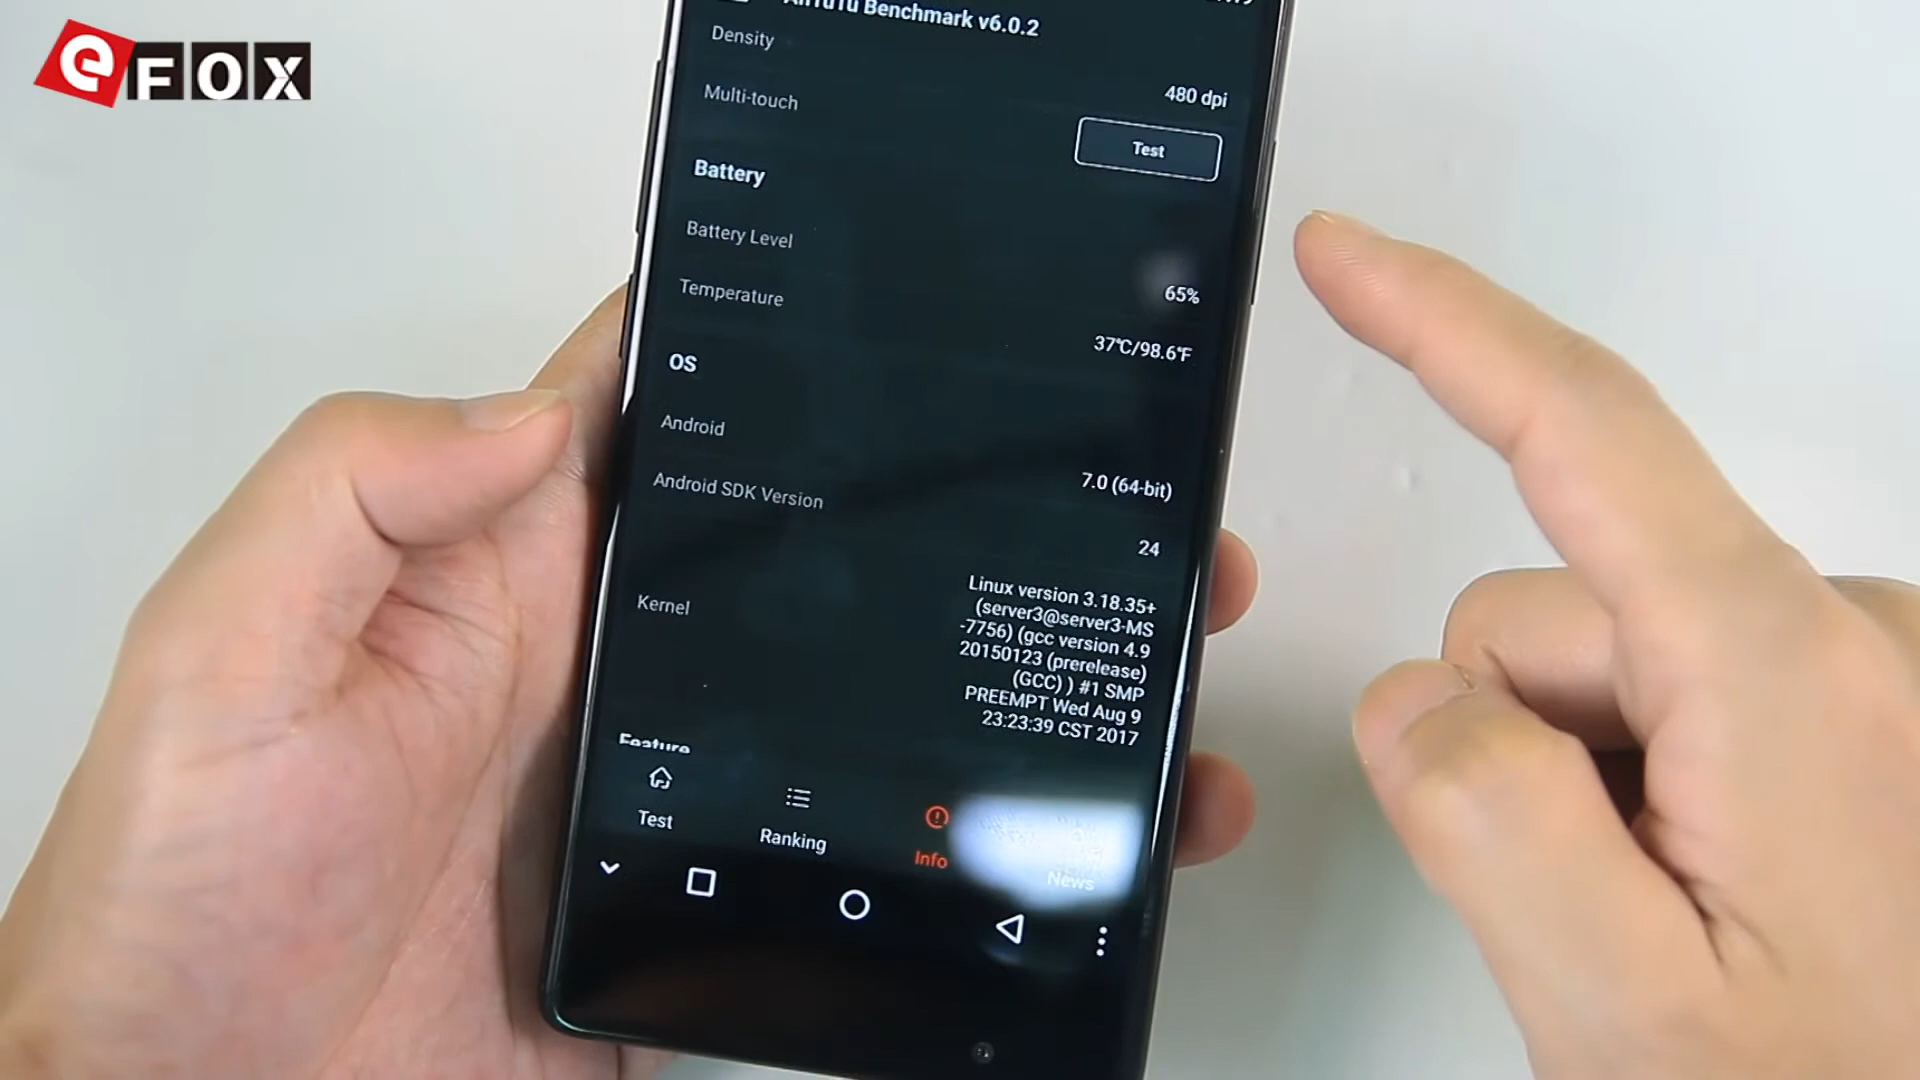 eFOX
AnTuTu Benchmark v6.0.2
Density
480 dpi
Multi-touch
Test
Battery
Battery Level
65%
Temperature
37℃/98.6℉
OS
Android
7.0 (64-bit)
Android SDK Version
24
Kernel
Linux version 3.18.35+
(server3@server3-MS
-7756) (gcc version 4.9
20150123 (prerelease)
(GCC) ) #1 SMP
PREEMPT Wed Aug 9
23:23:39 CST 2017
Feature
Test
Ranking
Info
News